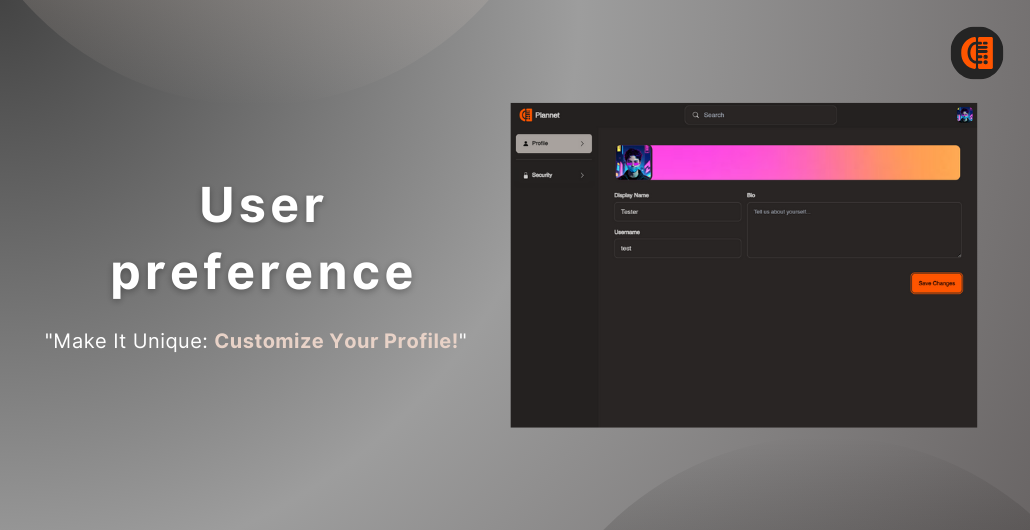 User
preference
"Make It Unique: Customize Your Profile!"
Plannet
Search
Profile
Security
Display Name
Tester
Username
test
Bio
Tell us about yourself...
Save Changes